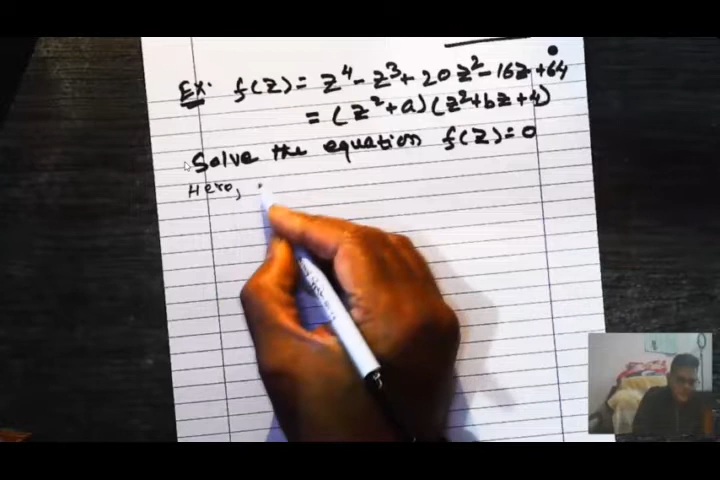 Ex: f(z) = z⁴ - z³ + 20z² - 16z + 64
= (z² + a) (z² + bz + 4)
Solve the equation f(z) = 0
Here,